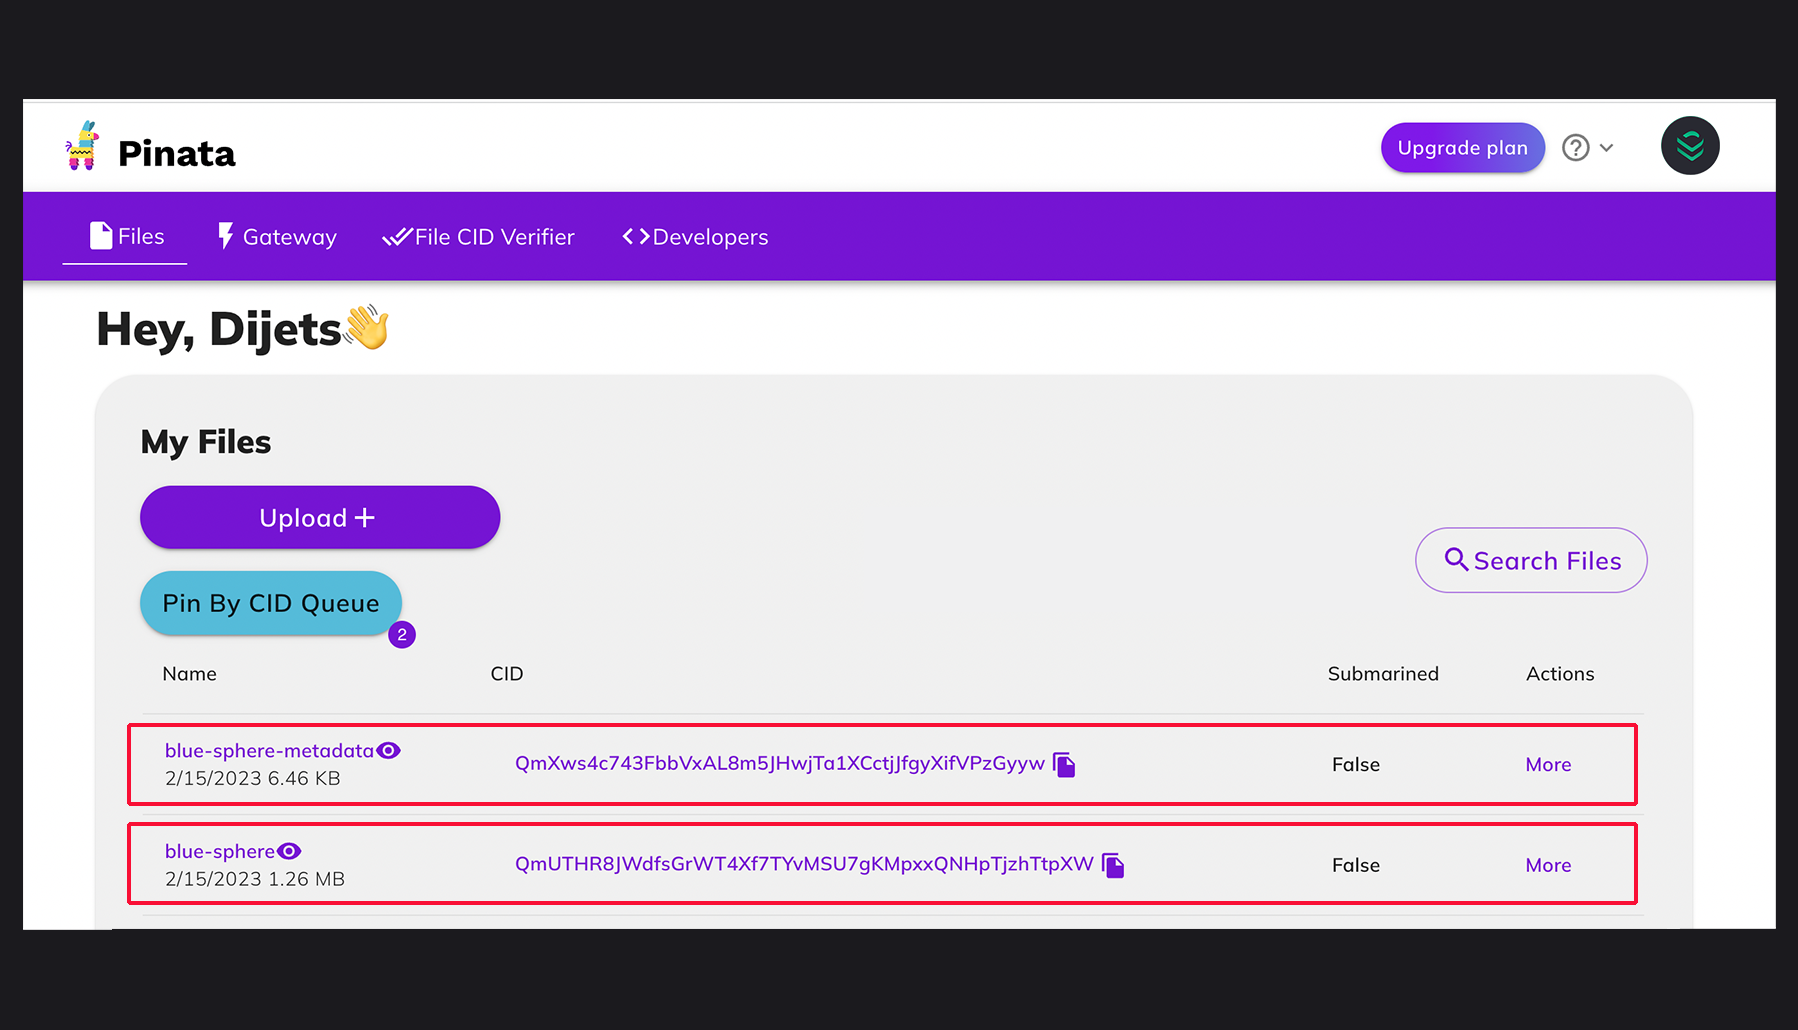 Pinata
Upgrade plan
Files Gateway File CID Verifier Developers
Hey, Dijets
My Files
Upload
Search Files
Pin By CID Queue
2
Name CID Submarined Actions
blue-sphere-metadata
2/15/2023 6.46 KB
QmXws4c743FbbVxAL8m5JHwjTa1XCctjJfgyXifVPzGyyw False More
blue-sphere
2/15/2023 1.26 MB
QmUTHR8JWdfsGrWT4Xf7TYvMSU7gKMpxxQNHpTjzhTtpXW False More